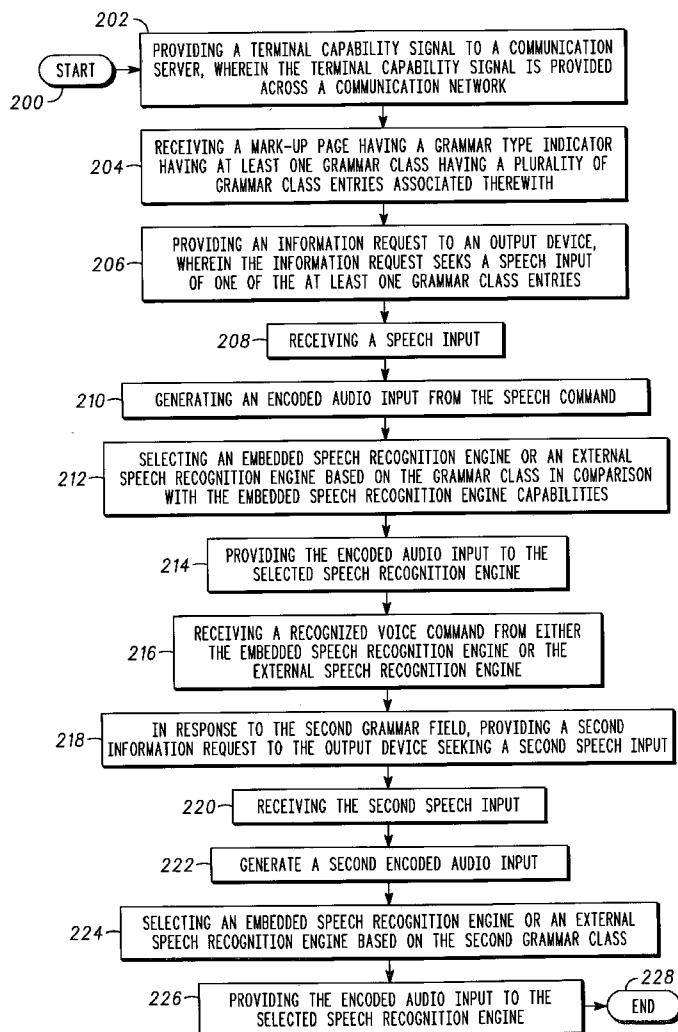 202
START
200
PROVIDING A TERMINAL CAPABILITY SIGNAL TO A COMMUNICATION
SERVER, WHEREIN THE TERMINAL CAPABILITY SIGNAL IS PROVIDED
ACROSS A COMMUNICATION NETWORK
204
RECEIVING A MARK-UP PAGE HAVING A GRAMMAR TYPE INDICATOR
HAVING AT LEAST ONE GRAMMAR CLASS HAVING A PLURALITY OF
GRAMMAR CLASS ENTRIES ASSOCIATED THEREWITH
206
PROVIDING AN INFORMATION REQUEST TO AN OUTPUT DEVICE,
WHEREIN THE INFORMATION REQUEST SEEKS A SPEECH INPUT
OF ONE OF THE AT LEAST ONE GRAMMAR CLASS ENTRIES
208
RECEIVING A SPEECH INPUT
210
GENERATING AN ENCODED AUDIO INPUT FROM THE SPEECH COMMAND
212
SELECTING AN EMBEDDED SPEECH RECOGNITION ENGINE OR AN EXTERNAL
SPEECH RECOGNITION ENGINE BASED ON THE GRAMMAR CLASS IN COMPARISON
WITH THE EMBEDDED SPEECH RECOGNITION ENGINE CAPABILITIES
214
PROVIDING THE ENCODED AUDIO INPUT TO THE
SELECTED SPEECH RECOGNITION ENGINE
216
RECEIVING A RECOGNIZED VOICE COMMAND FROM EITHER
THE EMBEDDED SPEECH RECOGNITION ENGINE OR THE
EXTERNAL SPEECH RECOGNITION ENGINE
218
IN RESPONSE TO THE SECOND GRAMMAR FIELD, PROVIDING A SECOND
INFORMATION REQUEST TO THE OUTPUT DEVICE SEEKING A SECOND SPEECH INPUT
220
RECEIVING THE SECOND SPEECH INPUT
222
GENERATE A SECOND ENCODED AUDIO INPUT
224
SELECTING AN EMBEDDED SPEECH RECOGNITION ENGINE OR AN EXTERNAL
SPEECH RECOGNITION ENGINE BASED ON THE SECOND GRAMMAR CLASS
226
PROVIDING THE ENCODED AUDIO INPUT TO THE
SELECTED SPEECH RECOGNITION ENGINE
228
END